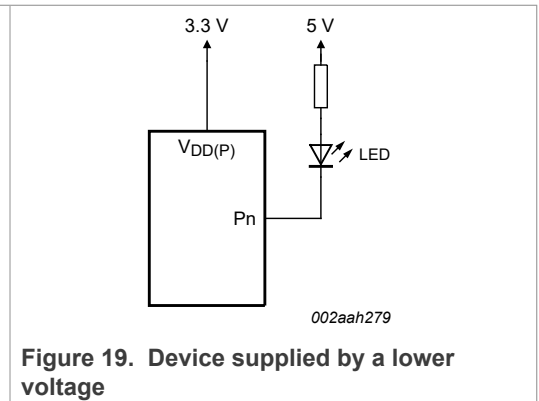 3.3 V 5 V
VDD(P)
LED
Pn
002aah279
Figure 19. Device supplied by a lower
voltage